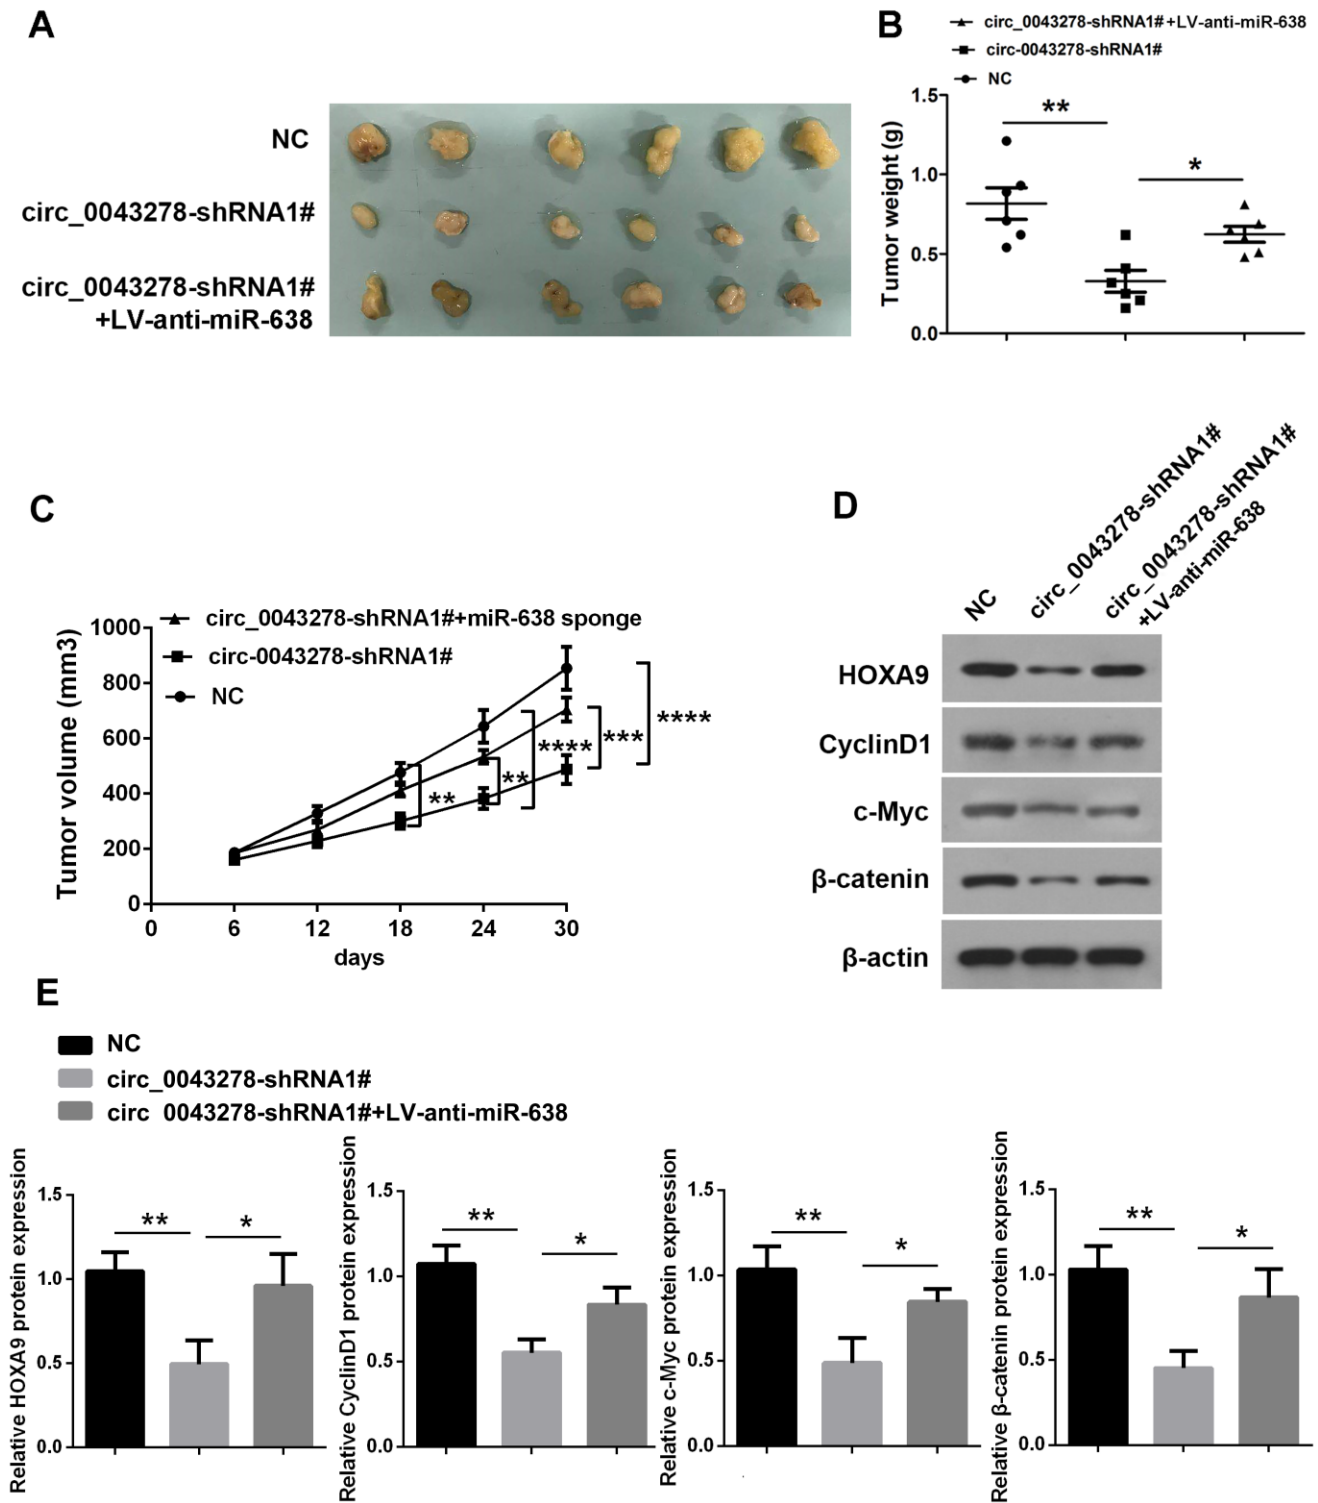 A
NC
circ_0043278-shRNA1#
circ_0043278-shRNA1#
+LV-anti-miR-638
B
circ_0043278-shRNA1#+LV-anti-miR-638
circ-0043278-shRNA1#
NC
Tumor weight (g)
1.5
1.0
0.5
0.0
**
*
C
circ_0043278-shRNA1#+miR-638 sponge
circ-0043278-shRNA1#
NC
Tumor volume (mm3)
1000
800
600
400
200
0
0 6 12 18 24 30
days
**
**
****
***
****
D
NC
circ_0043278-shRNA1#
circ_0043278-shRNA1#
+LV-anti-miR-638
HOXA9
CyclinD1
c-Myc
β-catenin
β-actin
E
NC
circ_0043278-shRNA1#
circ 0043278-shRNA1#+LV-anti-miR-638
Relative HOXA9 protein expression
1.5
1.0
0.5
0.0
**
*
Relative CyclinD1 protein expression
1.5
1.0
0.5
0.0
**
*
Relative c-Myc protein expression
1.5
1.0
0.5
0.0
**
*
Relative β-catenin protein expression
1.5
1.0
0.5
0.0
**
*